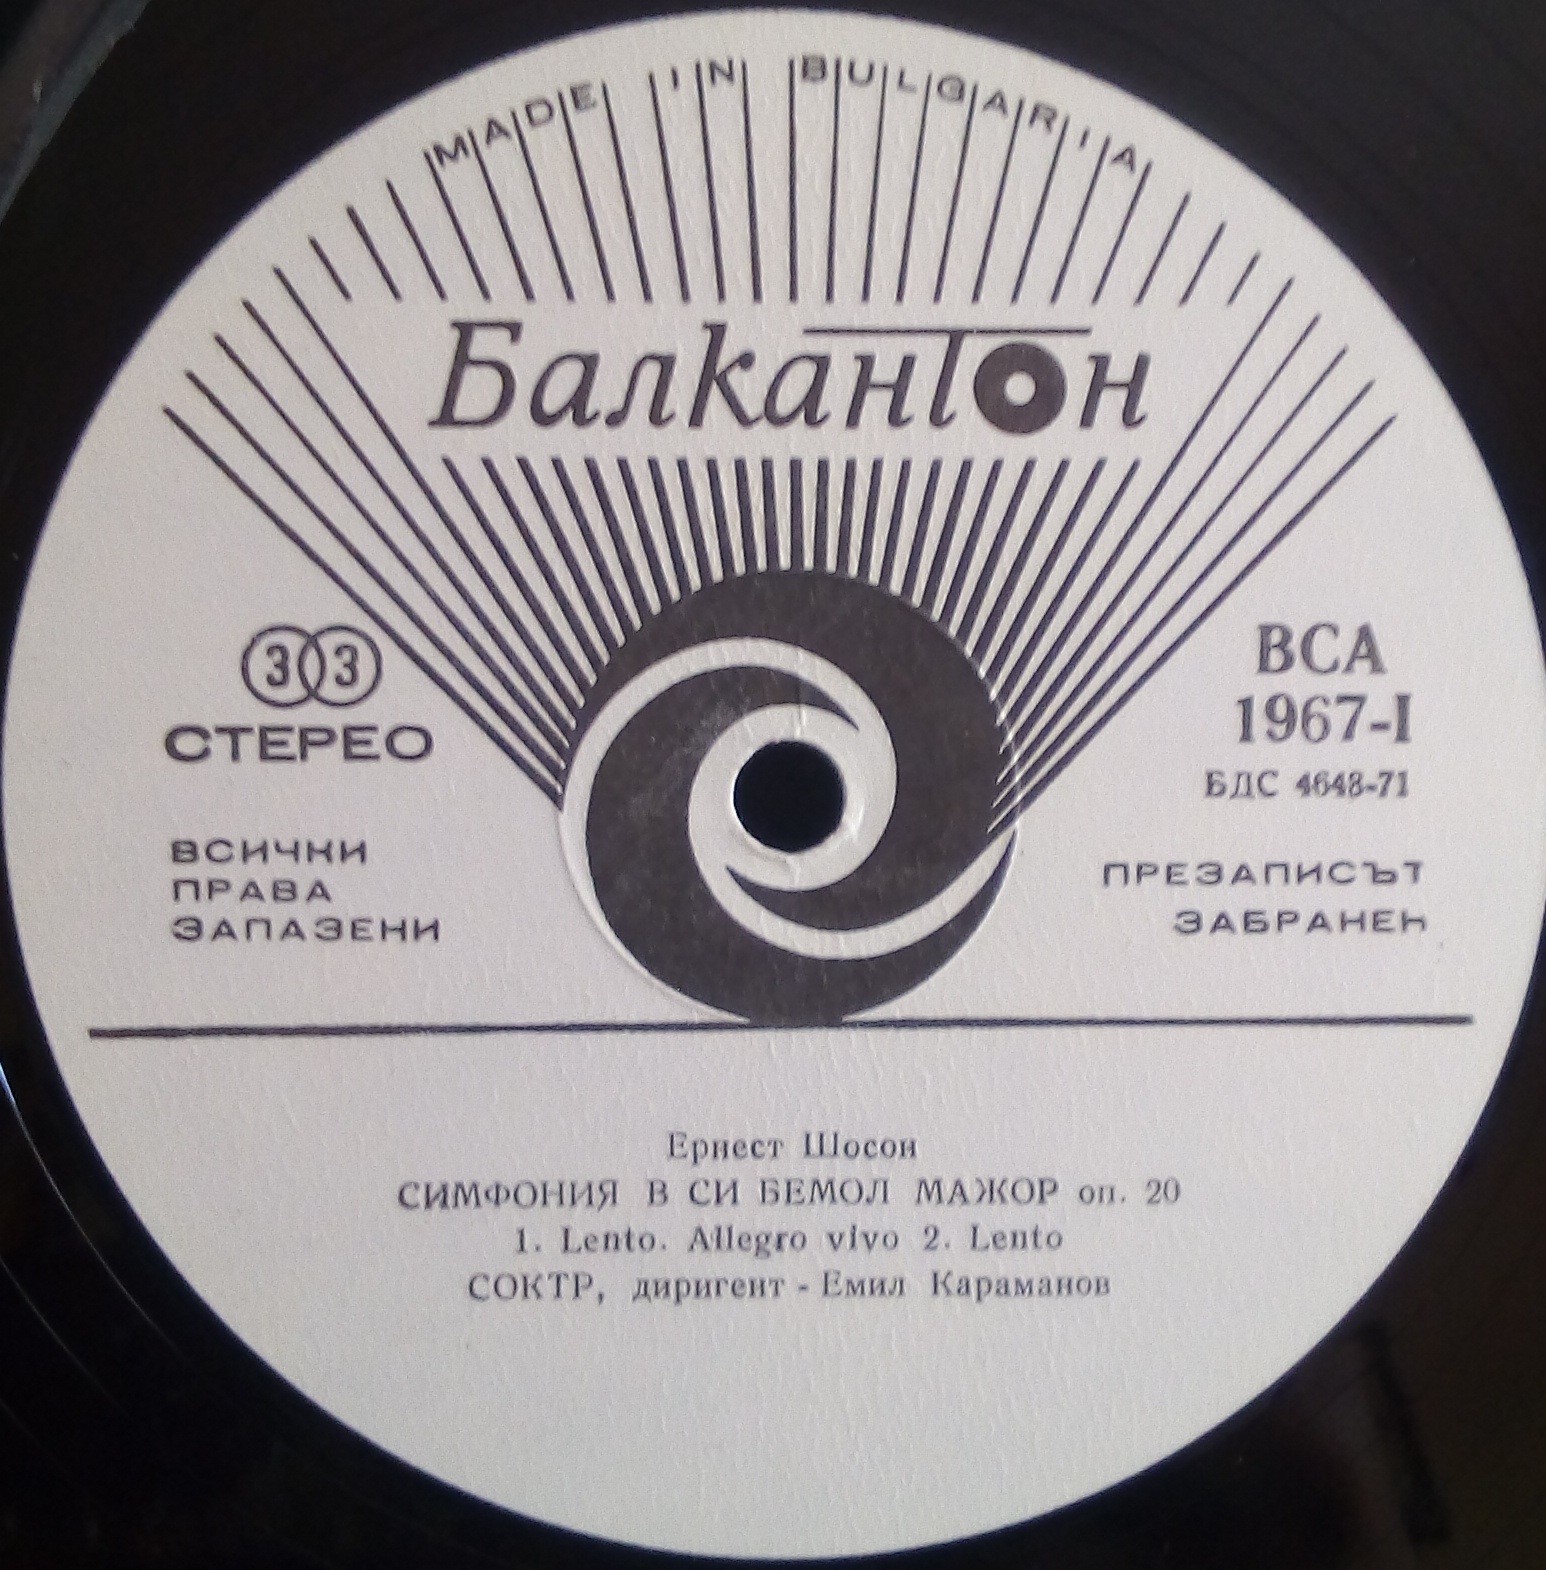 MADE IN BULGARIA
Балкантон
33
СТЕРЕО
ВСИЧКИ
ПРАВА
ЗАПАЗЕНИ
ВСА
1967-I
БДС 4648-71
ПРЕЗАПИСЪТ
ЗАБРАНЕН
Ернест Шосон
СИМФОНИЯ В СИ БЕМОЛ МАЖОР оп. 20
1. Lento. Allegro vivo 2. Lento
СОКТР, диригент - Емил Караманов